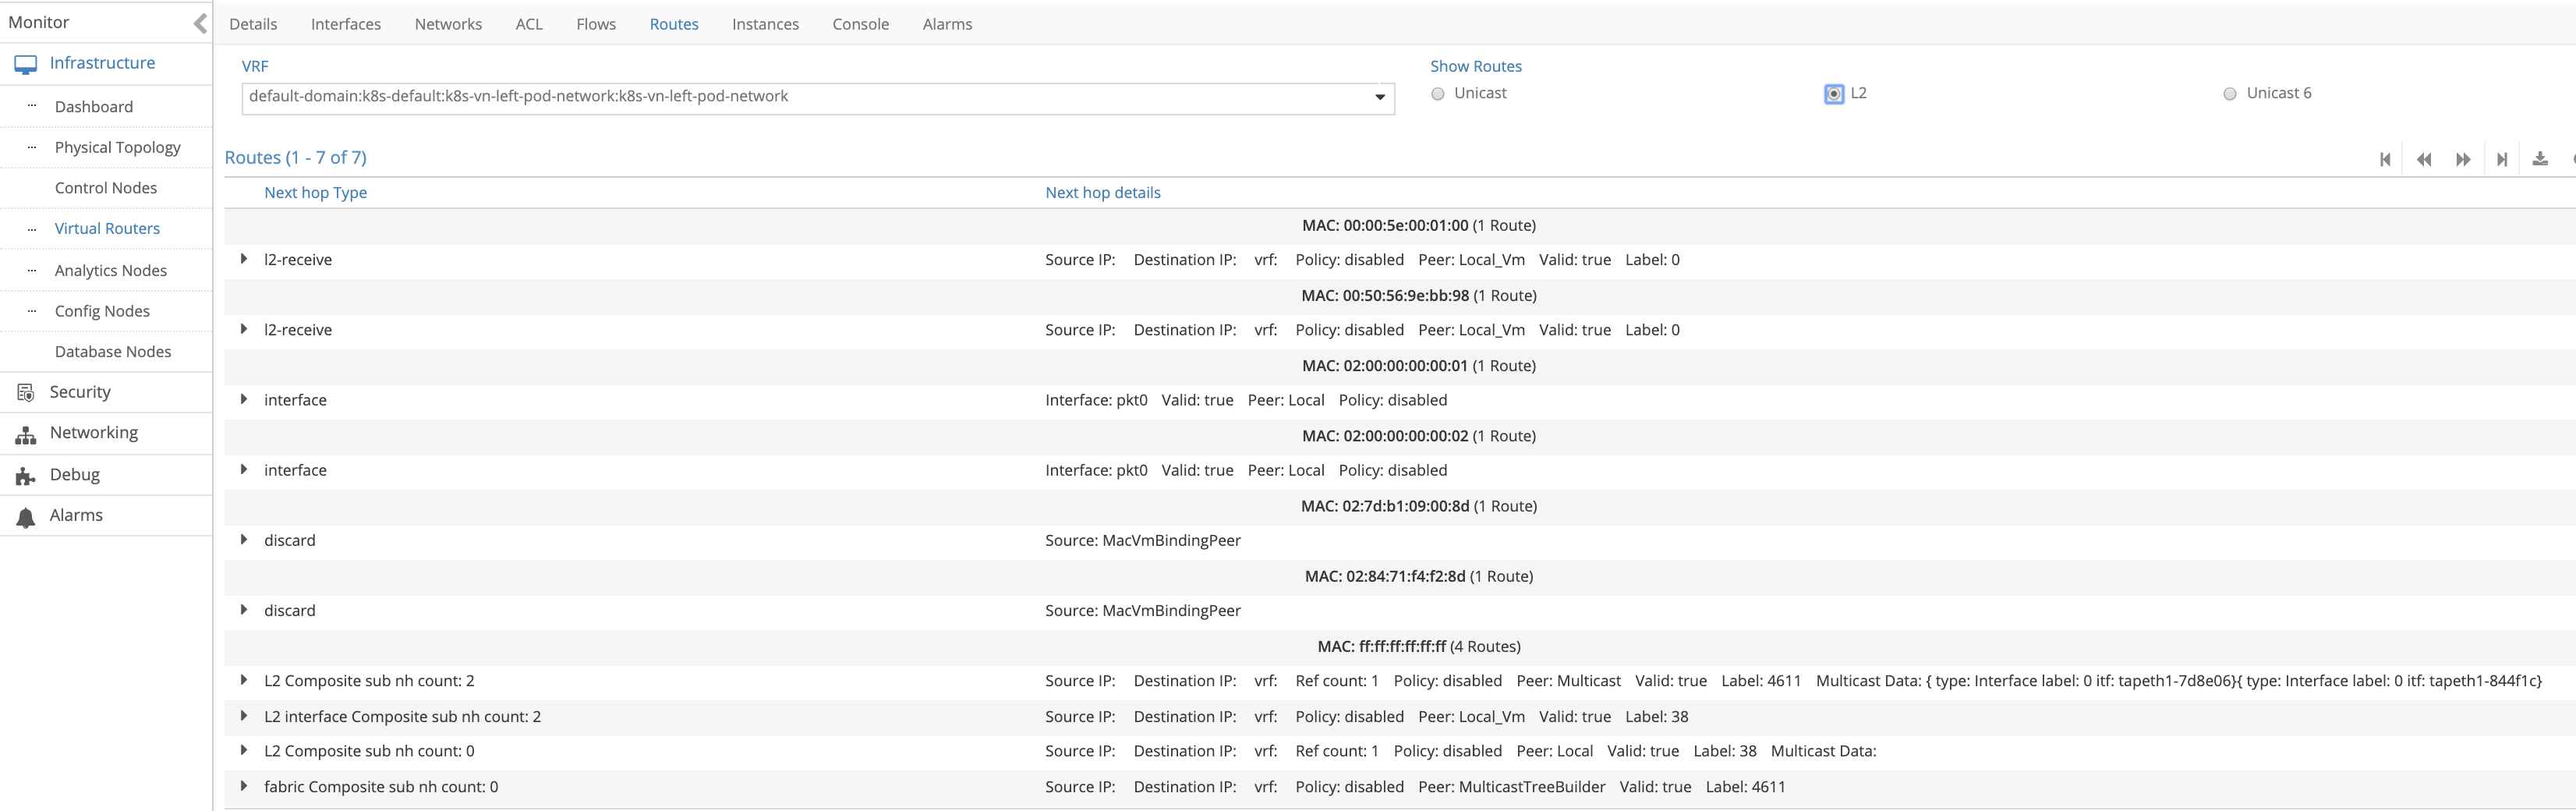 Monitor
Infrastructure
Dashboard
Physical Topology
Control Nodes
Virtual Routers
Analytics Nodes
Config Nodes
Database Nodes
Security
Networking
Debug
Alarms
Details Interfaces Networks ACL Flows Routes Instances Console Alarms
VRF
default-domain:k8s-default:k8s-vn-left-pod-network:k8s-vn-left-pod-network
Show Routes
Unicast L2 Unicast 6
Routes (1 - 7 of 7)
Next hop Type Next hop details
MAC: 00:00:5e:00:01:00 (1 Route)
l2-receive Source IP: Destination IP: vrf: Policy: disabled Peer: Local_Vm Valid: true Label: 0
MAC: 00:50:56:9e:bb:98 (1 Route)
l2-receive Source IP: Destination IP: vrf: Policy: disabled Peer: Local_Vm Valid: true Label: 0
MAC: 02:00:00:00:00:01 (1 Route)
interface Interface: pkt0 Valid: true Peer: Local Policy: disabled
MAC: 02:00:00:00:00:02 (1 Route)
interface Interface: pkt0 Valid: true Peer: Local Policy: disabled
MAC: 02:7d:b1:09:00:8d (1 Route)
discard Source: MacVmBindingPeer
MAC: 02:84:71:f4:f2:8d (1 Route)
discard Source: MacVmBindingPeer
MAC: ff:ff:ff:ff:ff:ff (4 Routes)
L2 Composite sub nh count: 2 Source IP: Destination IP: vrf: Ref count: 1 Policy: disabled Peer: Multicast Valid: true Label: 4611 Multicast Data: { type: Interface label: 0 itf: tapeth1-7d8e06}{ type: Interface label: 0 itf: tapeth1-844f1c}
L2 interface Composite sub nh count: 2 Source IP: Destination IP: vrf: Policy: disabled Peer: Local_Vm Valid: true Label: 38
L2 Composite sub nh count: 0 Source IP: Destination IP: vrf: Ref count: 1 Policy: disabled Peer: Local Valid: true Label: 38 Multicast Data:
fabric Composite sub nh count: 0 Source IP: Destination IP: vrf: Policy: disabled Peer: MulticastTreeBuilder Valid: true Label: 4611